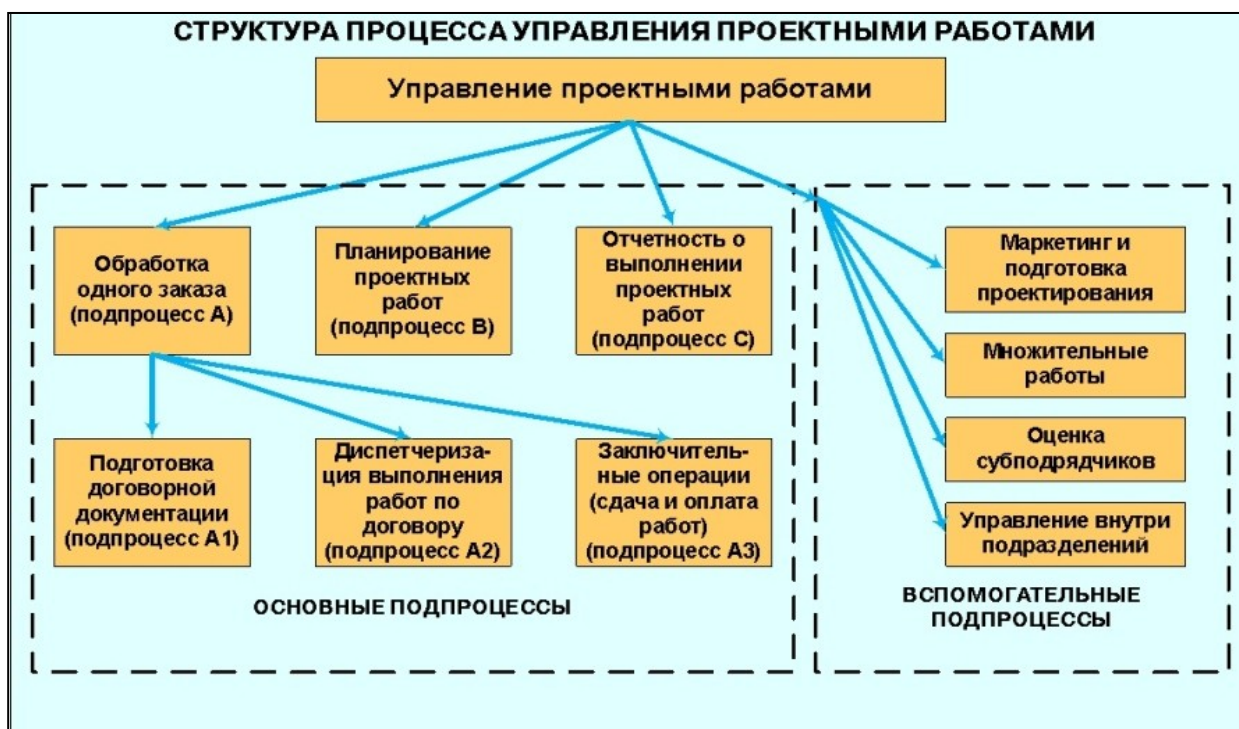 СТРУКТУРА ПРОЦЕССА УПРАВЛЕНИЯ ПРОЕКТНЫМИ РАБОТАМИ
Управление проектными работами
Обработка
одного заказа
(подпроцесс А)
Планирование
проектных
работ
(подпроцесс В)
Отчетность о
выполнении
проектных
работ
(подпроцесс С)
Подготовка
договорной
документации
(подпроцесс А1)
Диспетчериза-
ция выполнения
работ по
договору
(подпроцесс А2)
Заключитель-
ные операции
(сдача и оплата
работ)
(подпроцесс А3)
ОСНОВНЫЕ ПОДПРОЦЕССЫ
Маркетинг и
подготовка
проектирования
Множительные
работы
Оценка
субподрядчиков
Управление внутри
подразделений
ВСПОМОГАТЕЛЬНЫЕ
ПОДПРОЦЕССЫ